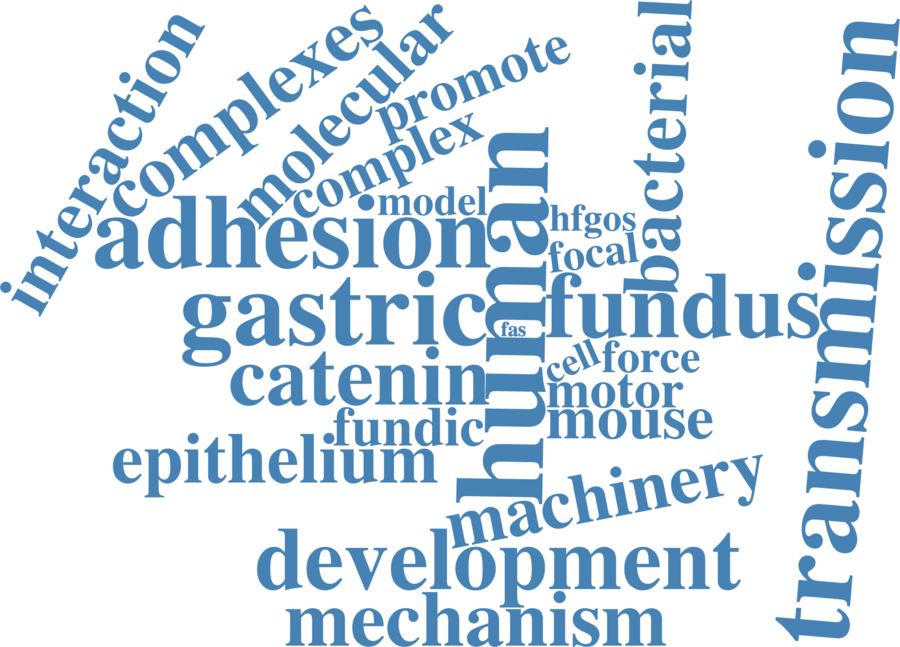 interaction
complexes
molecular
promote
complex
bacterial
transmission
human
model
adhesion
hfgos
focal
gastric
fas
fundus
catenin
cell
force
motor
fundic
mouse
epithelium
machinery
development
mechanism